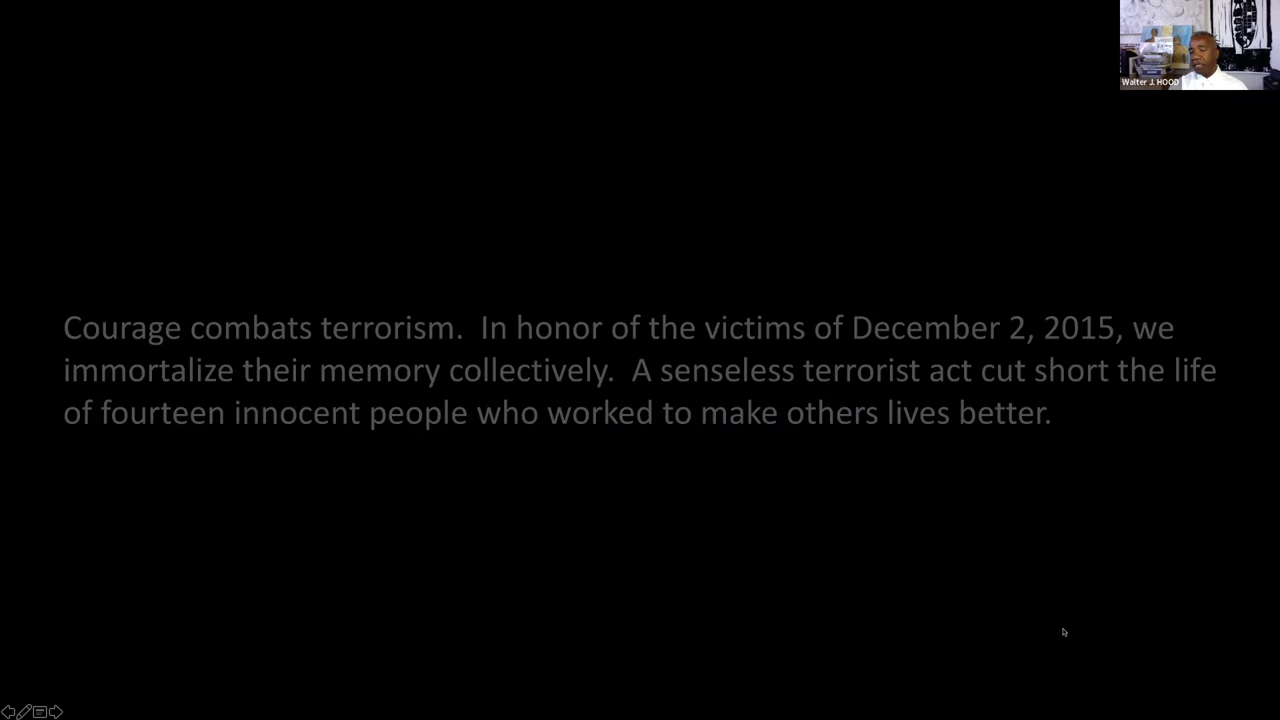 Walter J. HOOD
Courage combats terrorism.  In honor of the victims of December 2, 2015, we
immortalize their memory collectively.  A senseless terrorist act cut short the life
of fourteen innocent people who worked to make others lives better.